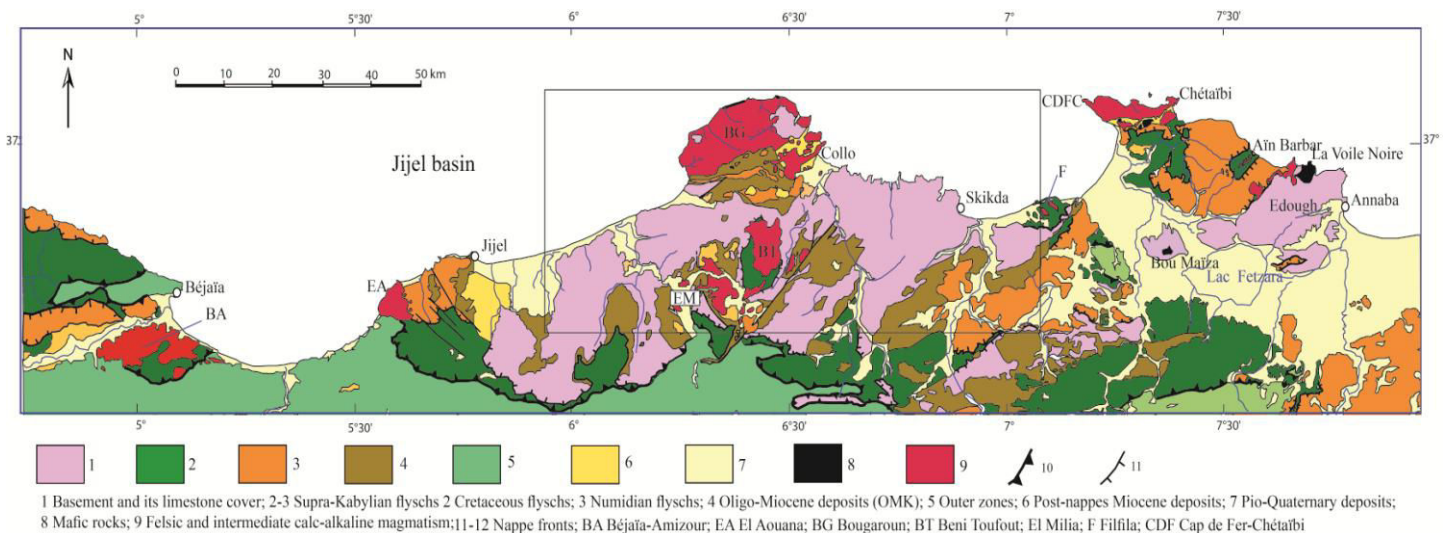 5° 5°30' 6° 6°30' 7° 7°30'
N
0 10 20 30 40 50 km
CDFC Chétaïbi
BG
37° 37°
Aïn Barbar
Jijel basin
Collo
La Voile Noire
F
Skikda
Edough Annaba
Jijel
BT
Bou Maïza
Lac Fetzara
EA
Béjaïa
EM
BA
5° 5°30' 6° 6°30' 7° 7°30'
1 2 3 4 5 6 7 8 9 10 11
1 Basement and its limestone cover; 2-3 Supra-Kabylian flyschs 2 Cretaceous flyschs; 3 Numidian flyschs; 4 Oligo-Miocene deposits (OMK); 5 Outer zones; 6 Post-nappes Miocene deposits; 7 Pio-Quaternary deposits;
8 Mafic rocks; 9 Felsic and intermediate calc-alkaline magmatism;11-12 Nappe fronts; BA Béjaïa-Amizour; EA El Aouana; BG Bougaroun; BT Beni Toufout; El Milia; F Filfila; CDF Cap de Fer-Chétaïbi